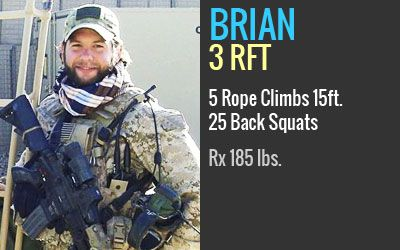 BRIAN
3 RFT
5 Rope Climbs 15ft.
25 Back Squats
Rx 185 lbs.